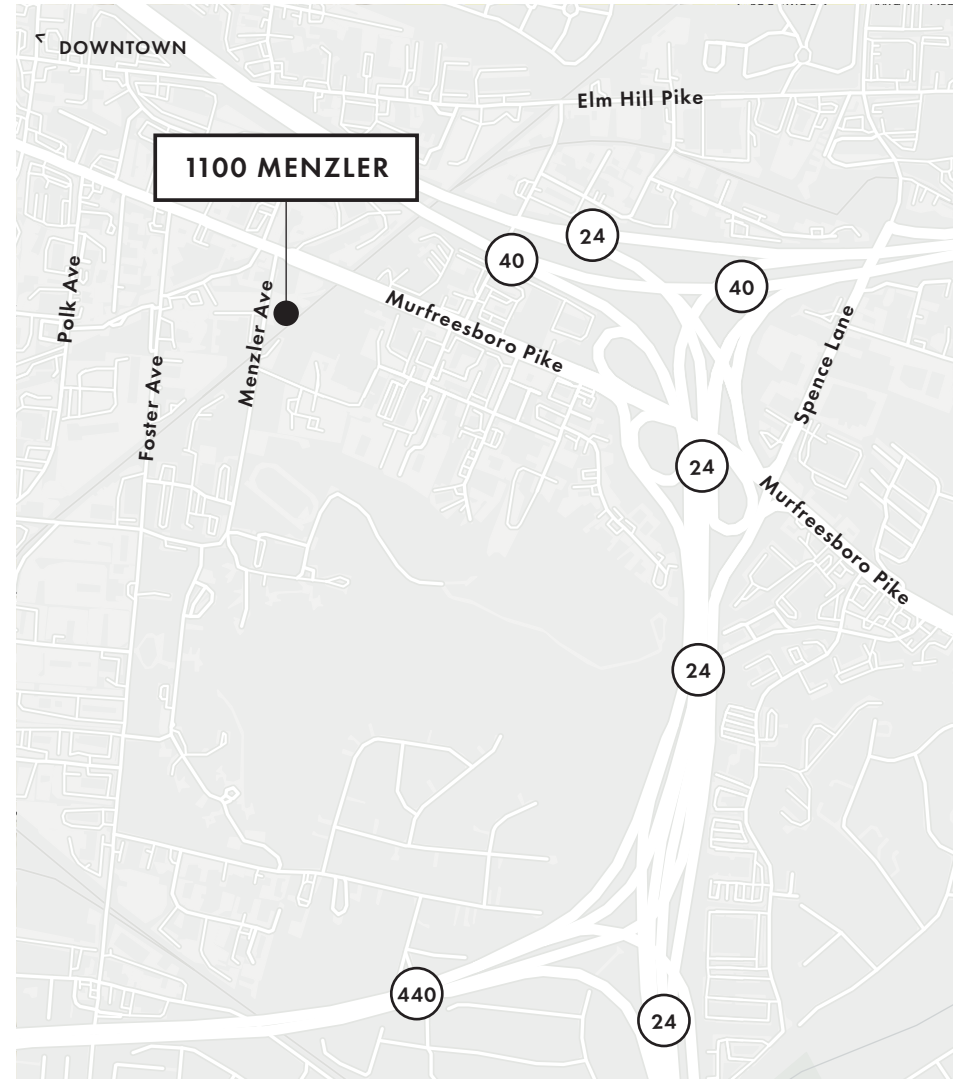 DOWNTOWN
Elm Hill Pike
1100 MENZLER
24
40
40
Polk Ave
Menzler Ave
Murfreesboro Pike
Spence Lane
Foster Ave
24
Murfreesboro Pike
24
440
24